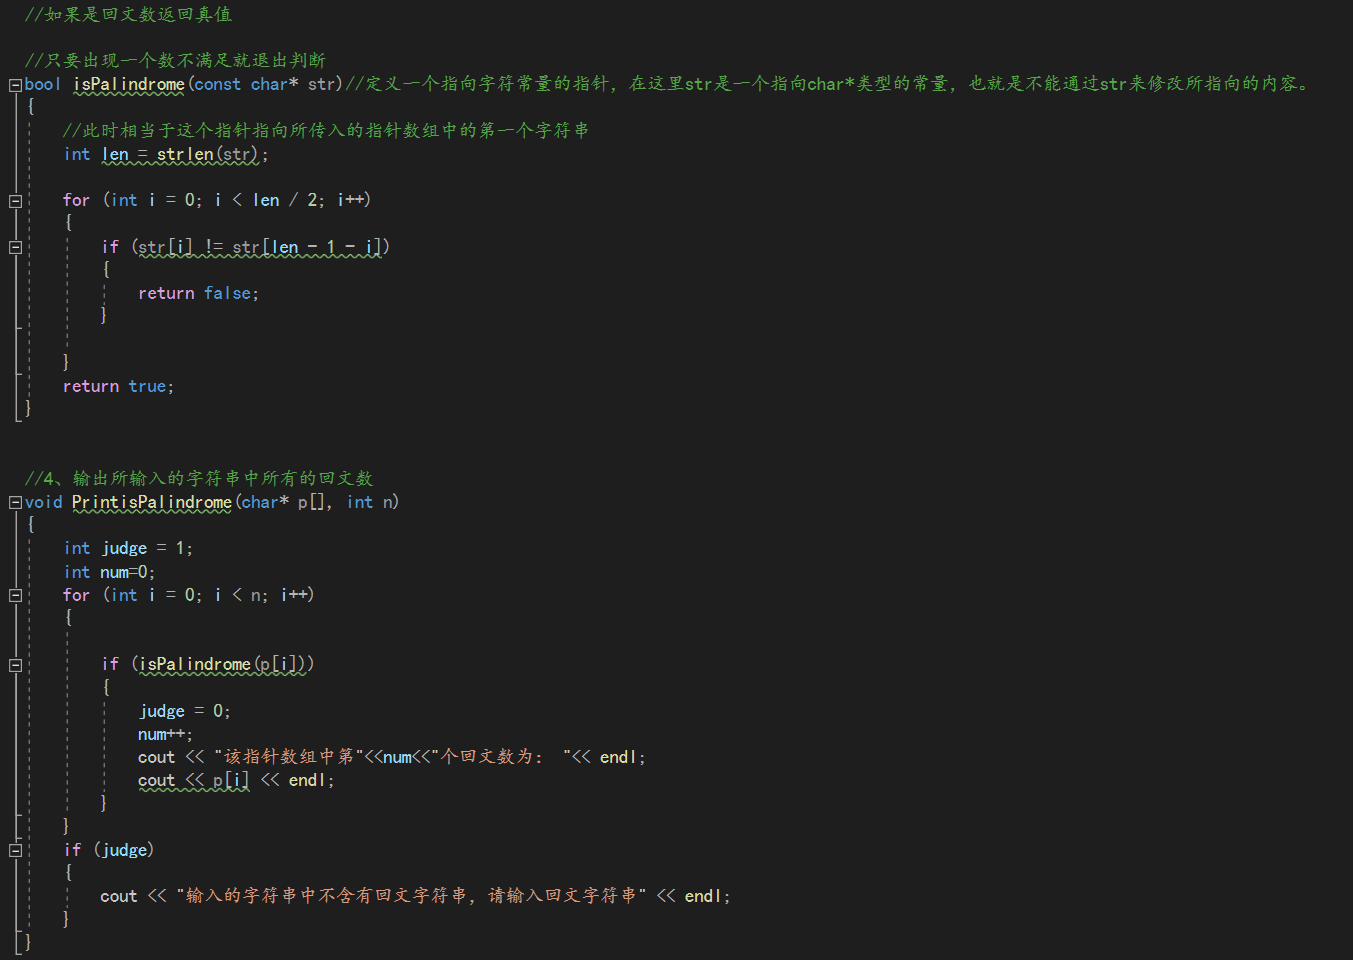 //如果是回文数返回真值
//只要出现一个数不满足就退出判断
bool isPalindrome(const char* str)//定义一个指向字符常量的指针，在这里str是一个指向char*类型的常量，也就是不能通过str来修改所指向的内容。
{
//此时相当于这个指针指向所传入的指针数组中的第一个字符串
int len = strlen(str);
for (int i = 0; i < len / 2; i++)
{
if (str[i] != str[len - 1 - i])
{
return false;
}
}
return true;
}
//4、输出所输入的字符串中所有的回文数
void PrintisPalindrome(char* p[], int n)
{
int judge = 1;
int num=0;
for (int i = 0; i < n; i++)
{
if (isPalindrome(p[i]))
{
judge = 0;
num++;
cout << "该指针数组中第"<<num<<"个回文数为： "<< endl;
cout << p[i] << endl;
}
}
if (judge)
{
cout << "输入的字符串中不含有回文字符串，请输入回文字符串" << endl;
}
}